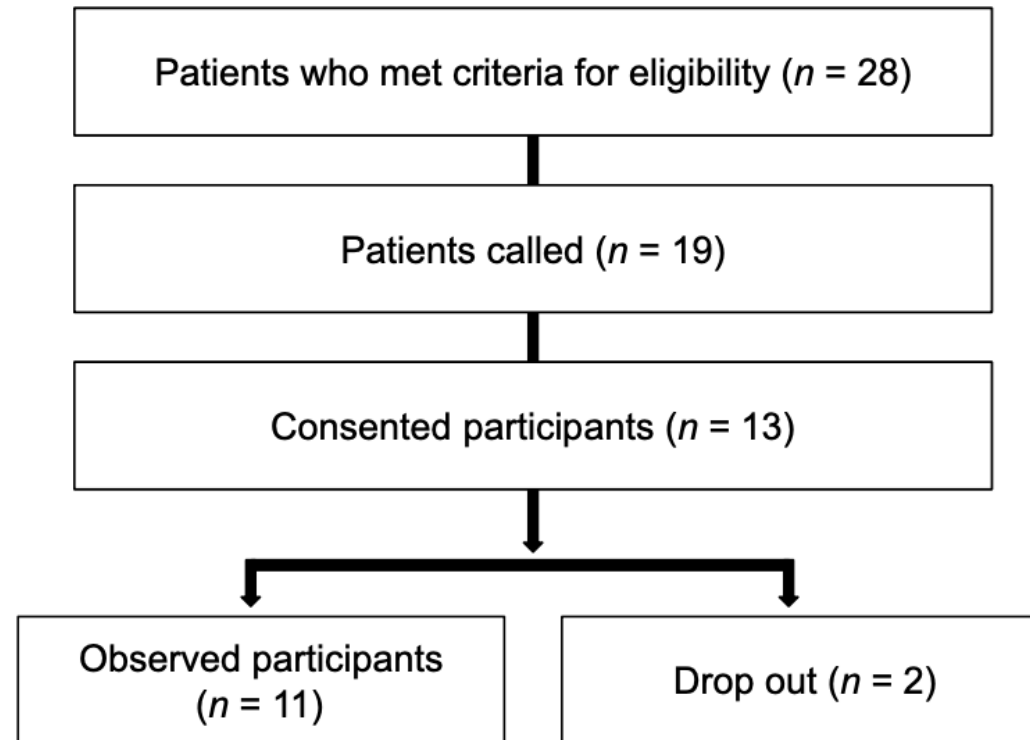 Patients who met criteria for eligibility (n = 28)
Patients called (n = 19)
Consented participants (n = 13)
Observed participants
(n = 11)
Drop out (n = 2)